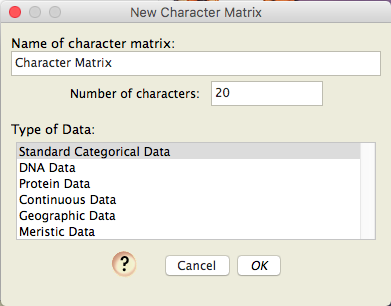 New Character Matrix
Name of character matrix:
Character Matrix
Number of characters: 20
Type of Data:
Standard Categorical Data
DNA Data
Protein Data
Continuous Data
Geographic Data
Meristic Data
? Cancel OK